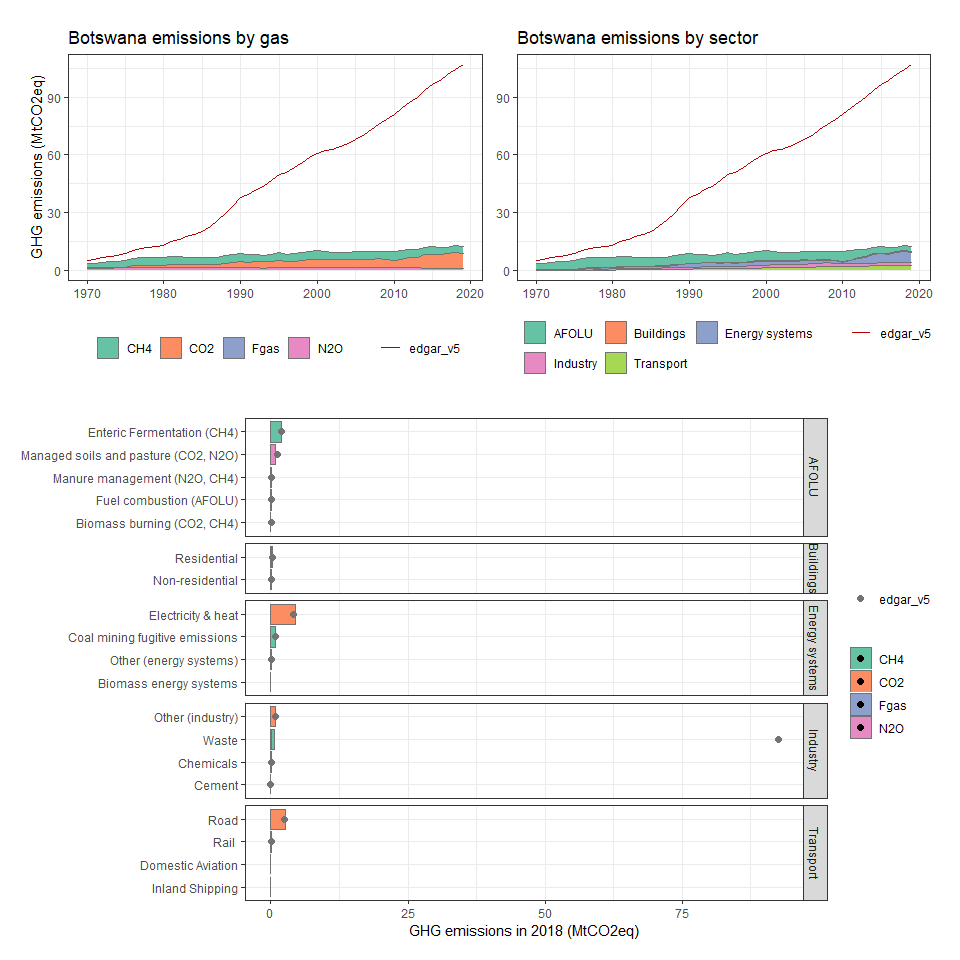 Botswana emissions by gas
Botswana emissions by sector
GHG emissions (MtCO2eq)
90
60
30
0
1970
1980
1990
2000
2010
2020
90
60
30
0
1970
1980
1990
2000
2010
2020
CH4
CO2
Fgas
N2O
edgar_v5
AFOLU
Buildings
Energy systems
Industry
Transport
edgar_v5
Enteric Fermentation (CH4)
Managed soils and pasture (CO2, N2O)
Manure management (N2O, CH4)
Fuel combustion (AFOLU)
Biomass burning (CO2, CH4)
AFOLU
Residential
Non-residential
Buildings
Electricity & heat
Coal mining fugitive emissions
Other (energy systems)
Biomass energy systems
Energy systems
Other (industry)
Waste
Chemicals
Cement
Industry
Road
Rail
Domestic Aviation
Inland Shipping
Transport
0
25
50
75
GHG emissions in 2018 (MtCO2eq)
edgar_v5
CH4
CO2
Fgas
N2O